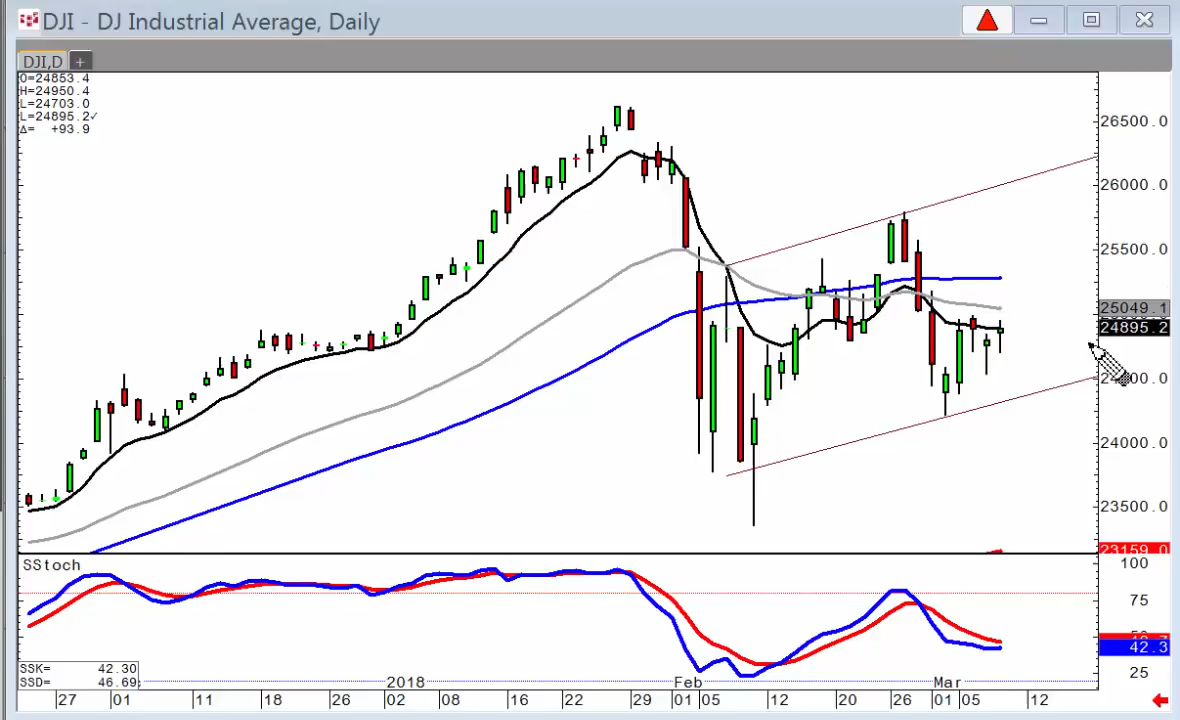 DJI - DJ Industrial Average, Daily
DJI,D +
O=24853.4
H=24950.4
L=24703.0
L=24895.2✓
Δ= +93.9
26500.0
26000.0
25500.0
25049.1
24895.2
24000.0
23500.0
23159.0
SStoch
100
75
42.3
25
SSK= 42.30
SSD= 46.69
27 01 11 18 26 02 2018 08 16 22 29 Feb 01 05 12 20 26 Mar 01 05 12